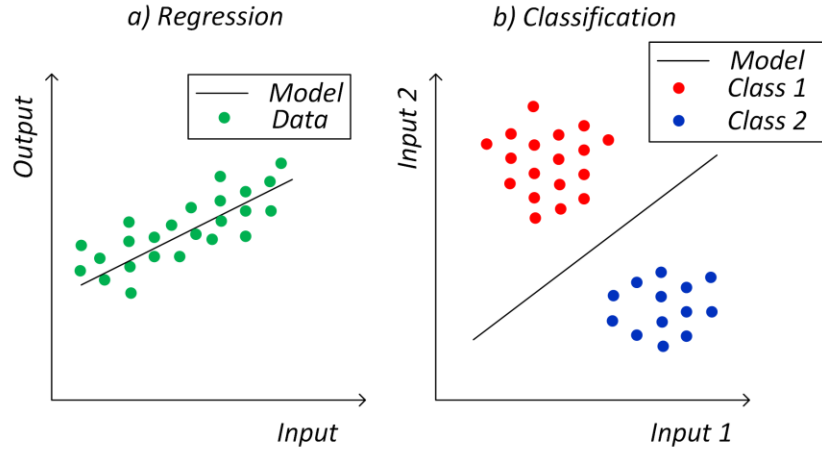 a) Regression
Output
Model
Data
Input
b) Classification
Input 2
Model
Class 1
Class 2
Input 1